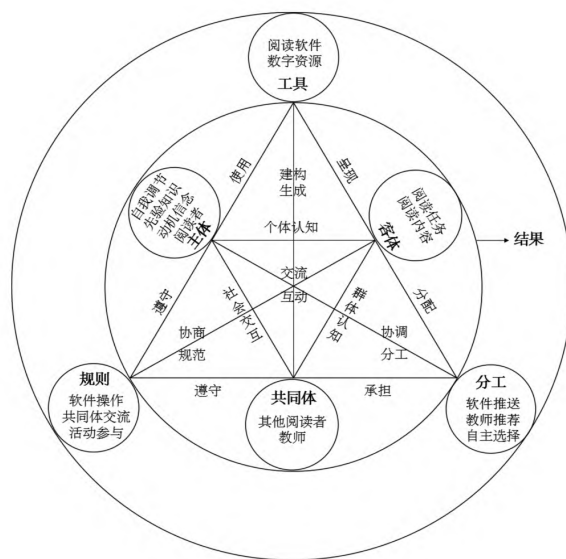 阅读软件
数字资源
工具
使用
呈现
建构
生成
自我调节
先验知识
动机信念
阅读者
主体
阅读任务
阅读内容
客体
个体认知
结果
交流
互动
遵守
社会交互
群体认知
分配
协商
规范
协调
分工
规则
软件操作
共同体交流
活动参与
遵守
共同体
其他阅读者
教师
承担
分工
软件推送
教师推荐
自主选择